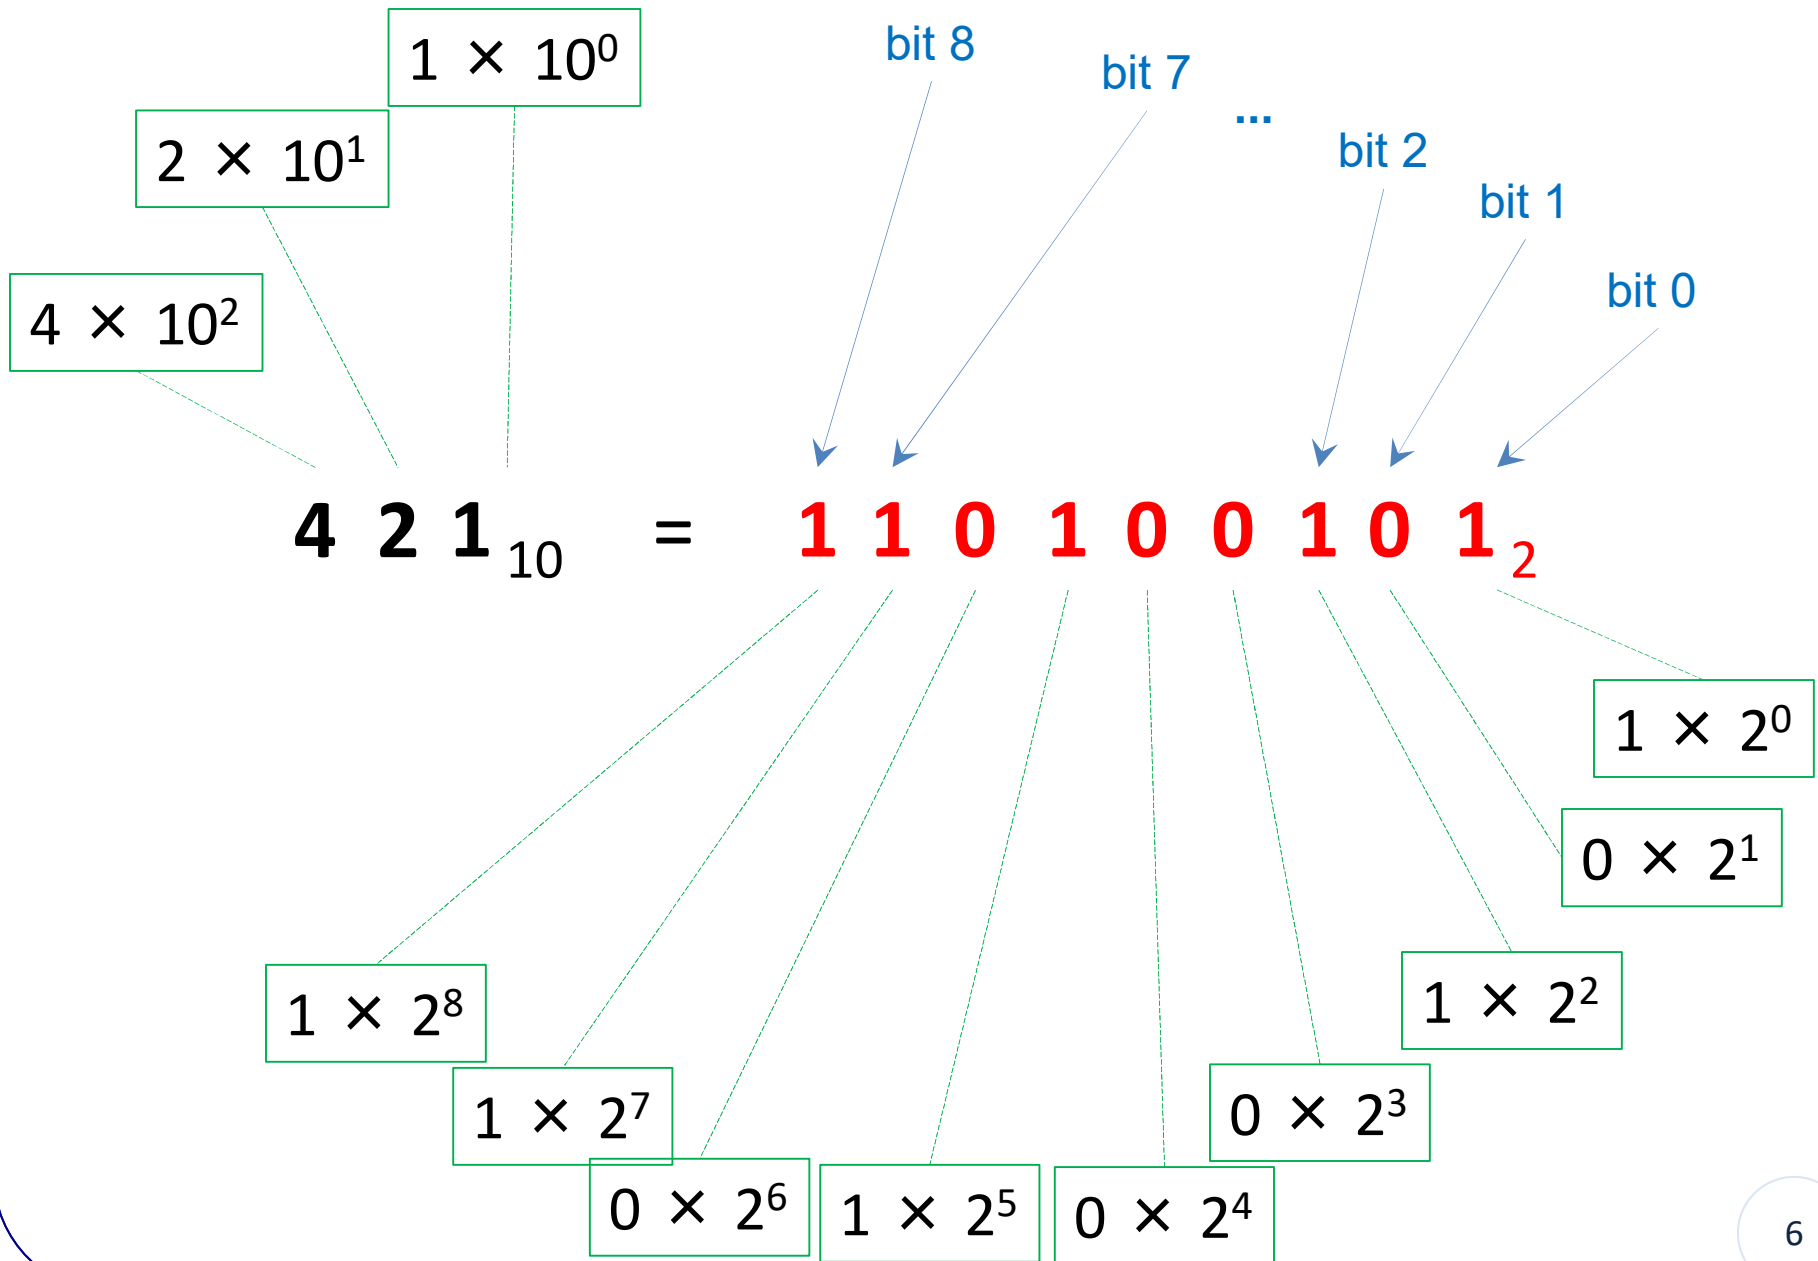 1 × 10⁰
2 × 10¹
4 × 10²
bit 8
bit 7
...
bit 2
bit 1
bit 0
4 2 1₁₀ = 1 1 0 1 0 0 1 0 1₂
1 × 2⁰
0 × 2¹
1 × 2²
0 × 2³
0 × 2⁴
1 × 2⁵
0 × 2⁶
1 × 2⁷
1 × 2⁸
6